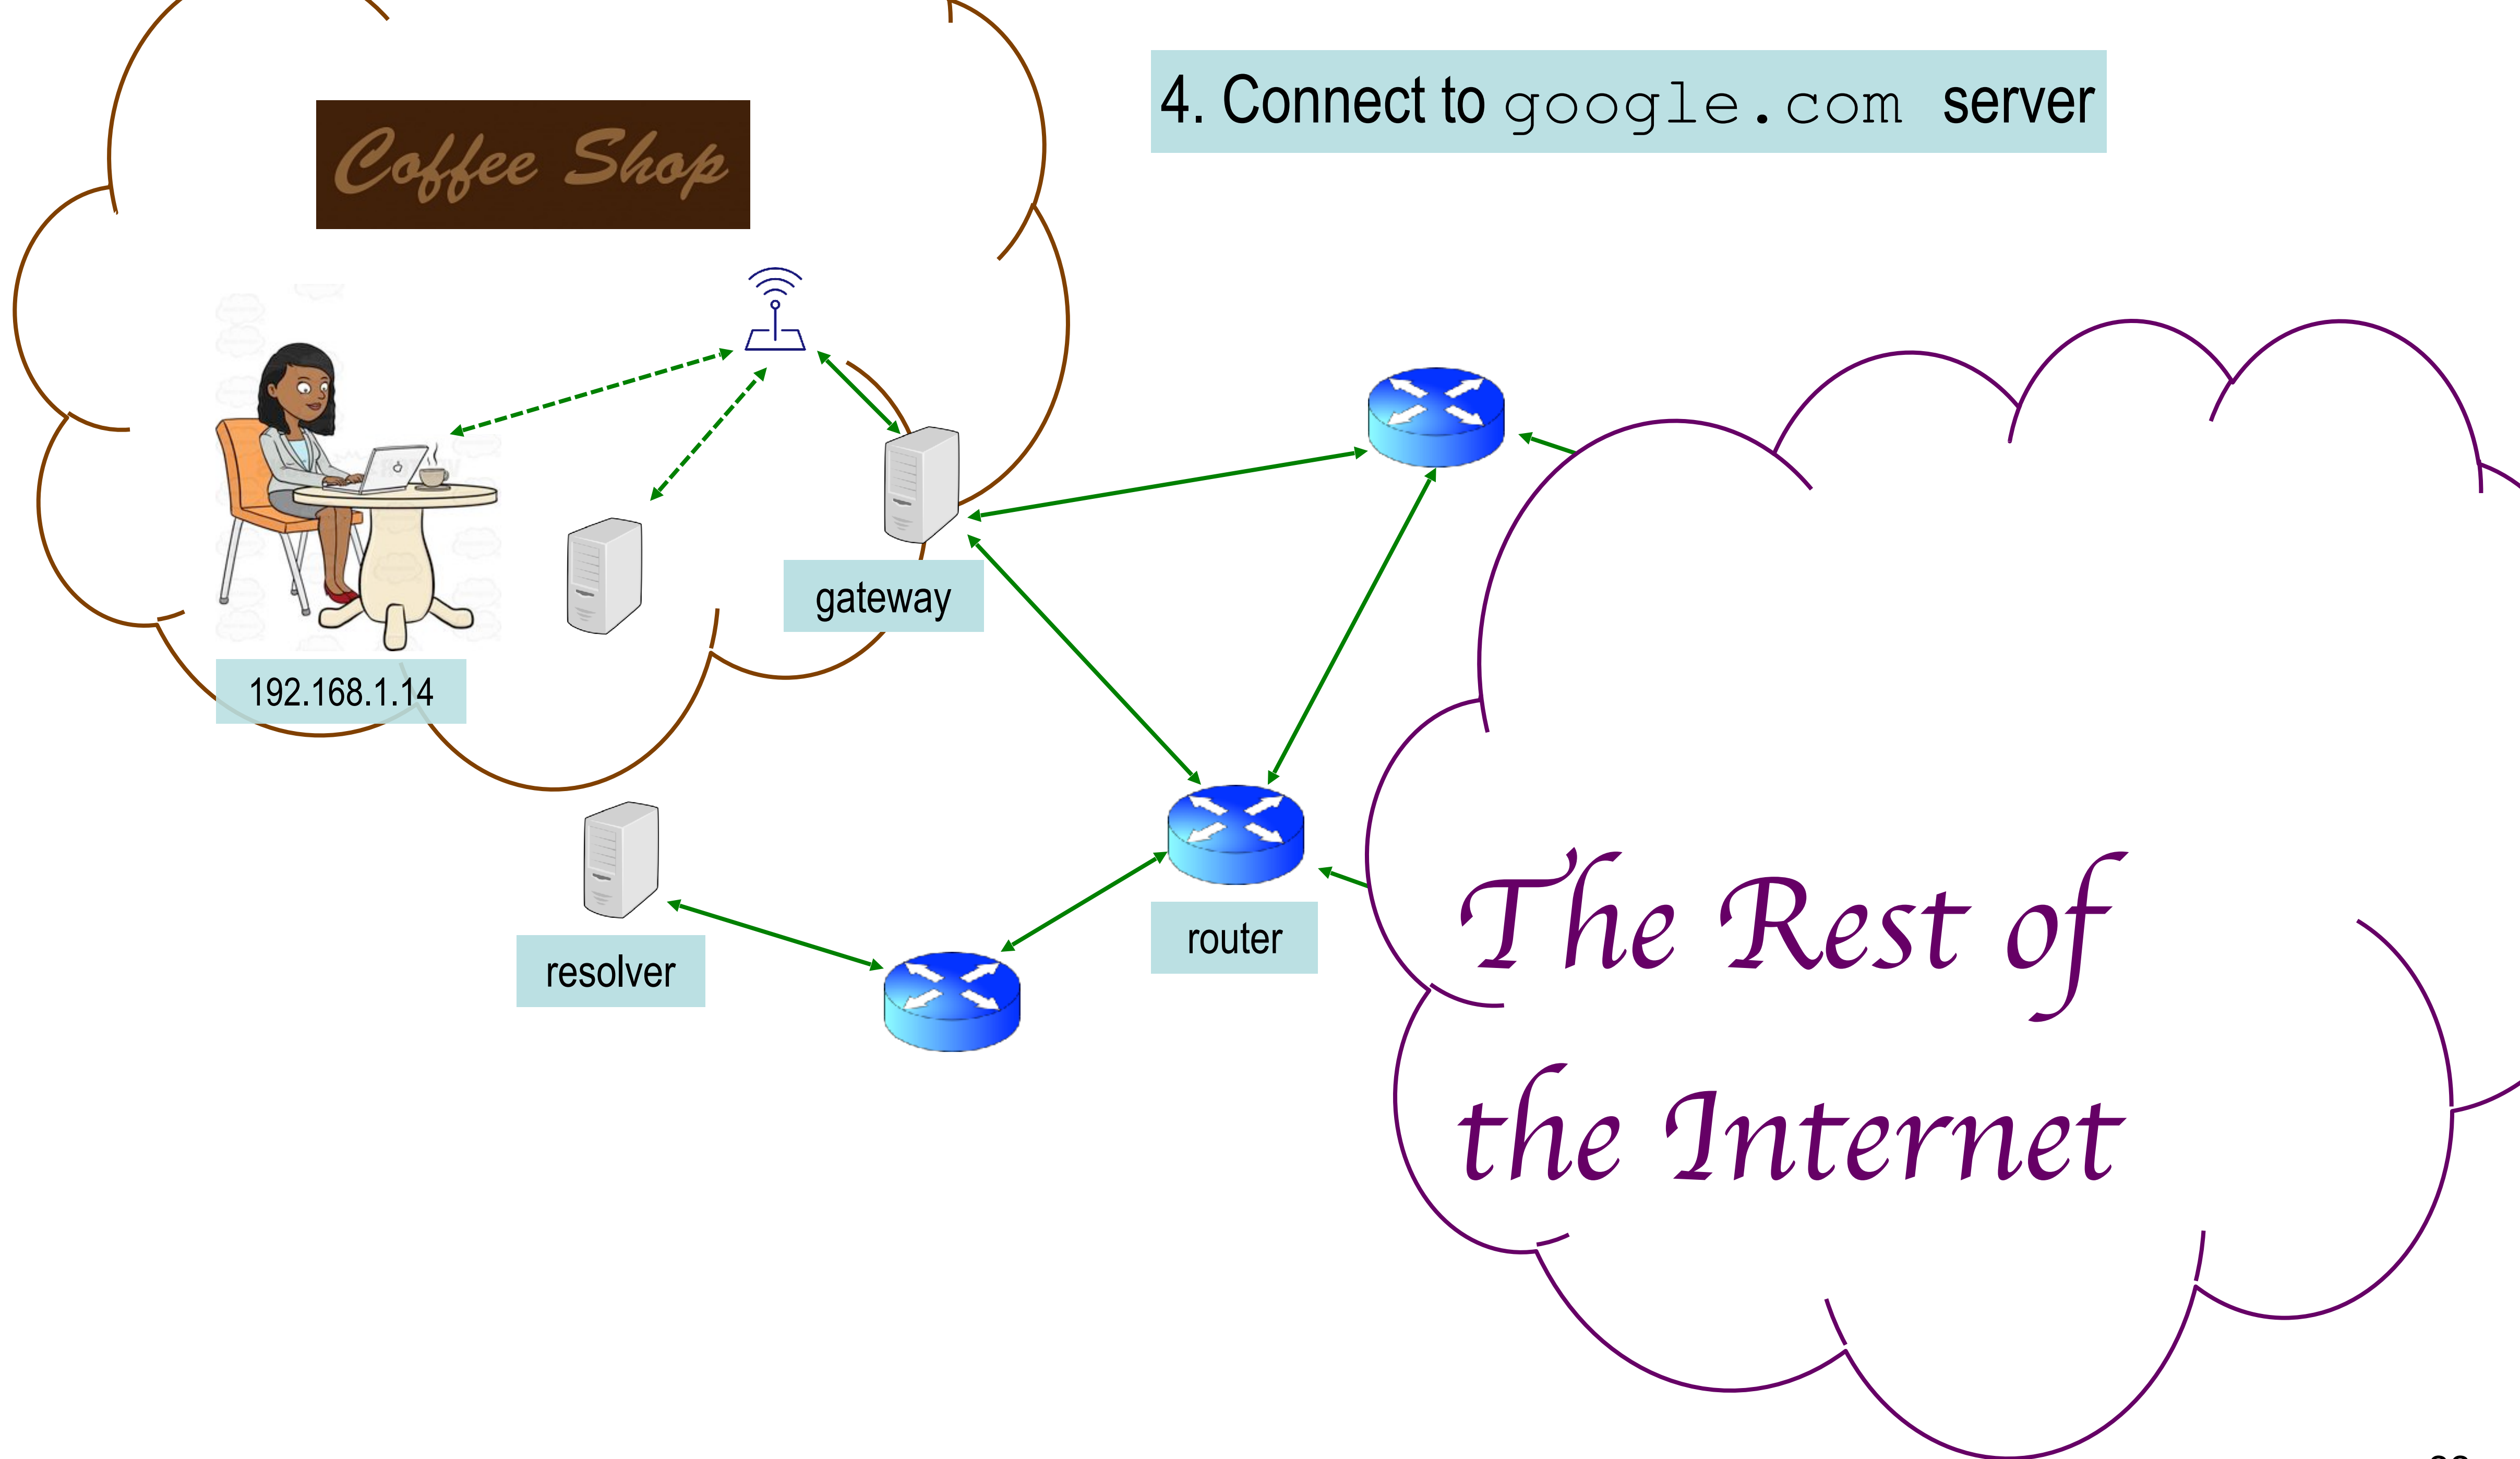 4. Connect to google.com server
Coffee Shop
gateway
192.168.1.14
router
resolver
The Rest of
the Internet